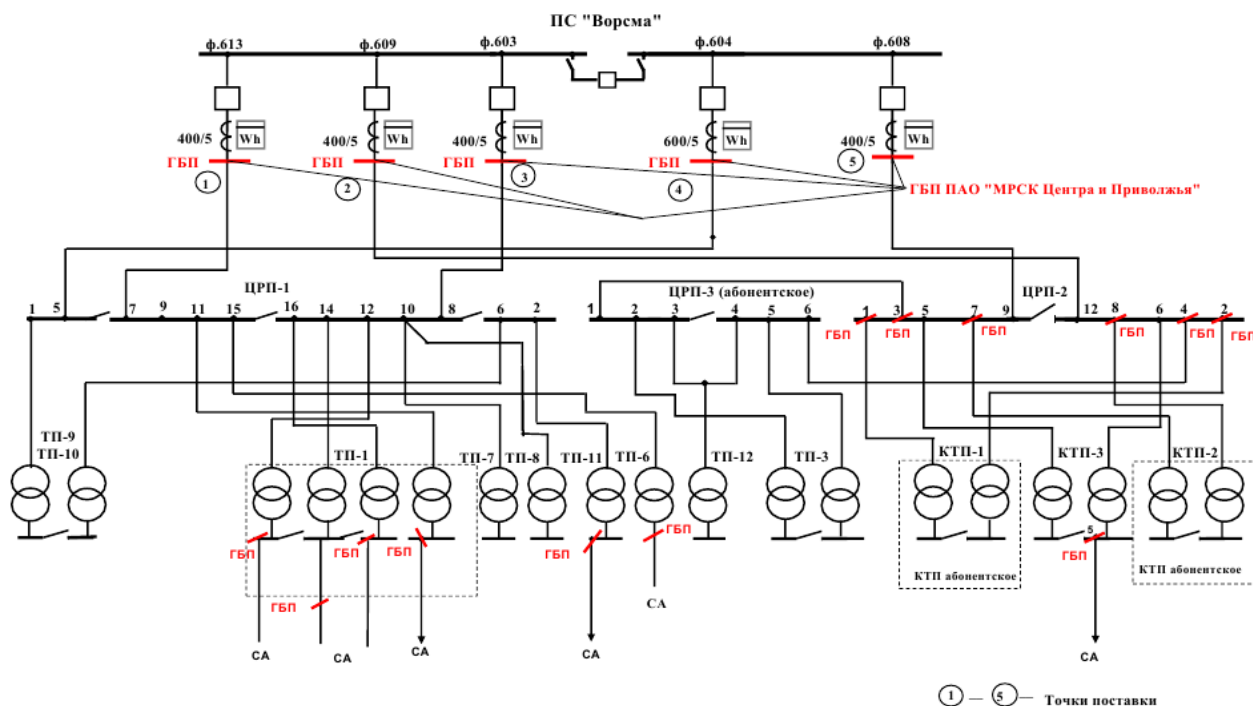 ПС "Ворсма"
ф.613 ф.609 ф.603 ф.604 ф.608
400/5 Wh 400/5 Wh 400/5 Wh 600/5 Wh 400/5 Wh
ГБП ГБП ГБП ГБП 5
1 2 3 4
ГБП ПАО "МРСК Центра и Приволжья"
ЦРП-1 ЦРП-3 (абонентское) ЦРП-2
1 5 7 9 11 15 16 14 12 10 8 6 2 1 2 3 4 5 6 1 3 5 7 9 12 8 6 4 2
ГБП ГБП ГБП ГБП ГБП ГБП
ТП-9 ТП-1 ТП-7 ТП-8 ТП-11 ТП-6 ТП-12 ТП-3 КТП-1 КТП-3 КТП-2
ТП-10
5
ГБП ГБП ГБП ГБП ГБП ГБП
КТП абонентское КТП абонентское
ГБП
СА
СА СА СА СА СА
1 — 5 — Точки поставки